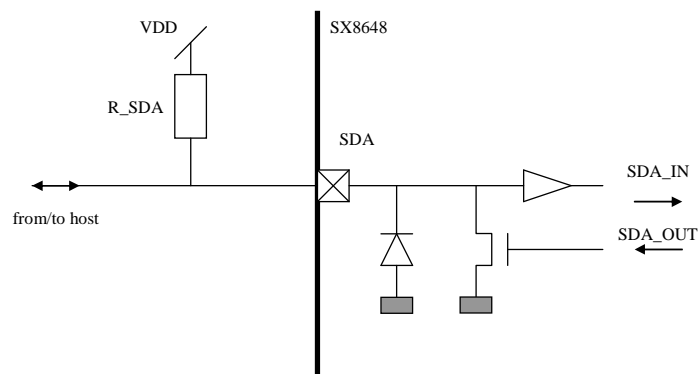 VDD
SX8648
R_SDA
SDA
SDA_IN
from/to host
SDA_OUT